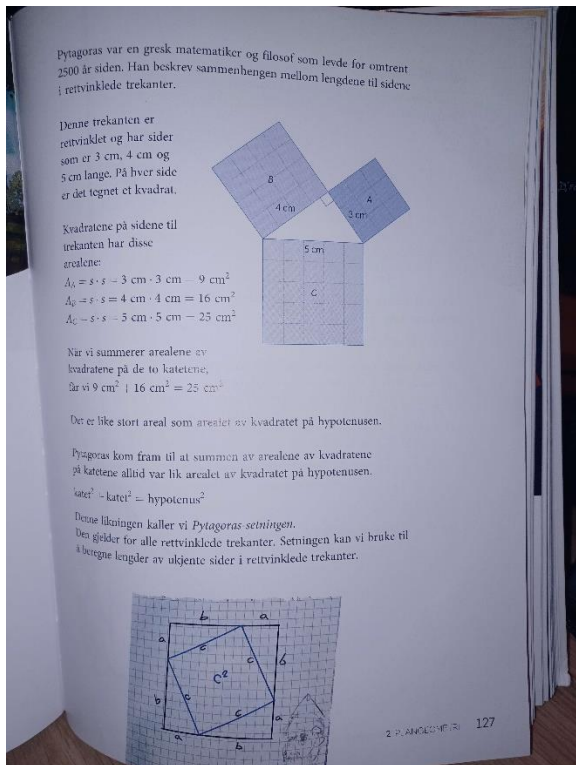 Pytagoras var en gresk matematiker og filosof som levde for omtrent
2500 år siden. Han beskrev sammenhengen mellom lengdene til sidene
i rettvinklede trekanter.
Denne trekanten er
rettvinklet og har sider
som er 3 cm, 4 cm og
5 cm lange. På hver side
er det tegnet et kvadrat.
B
4 cm
A
3 cm
5 cm
C
Kvadratene på sidene til
trekanten har disse
arealene:
A_A = s · s = 3 cm · 3 cm = 9 cm²
A_B = s · s = 4 cm · 4 cm = 16 cm²
A_C = s · s = 5 cm · 5 cm = 25 cm²
Når vi summerer arealene av
kvadratene på de to katetene,
får vi 9 cm² + 16 cm² = 25 cm²
Det er like stort areal som arealet av kvadratet på hypotenusen.
Pytagoras kom fram til at summen av arealene av kvadratene
på katetene alltid var lik arealet av kvadratet på hypotenusen.
katet² + katet² = hypotenus²
Denne likningen kaller vi Pytagoras-setningen.
Den gjelder for alle rettvinklede trekanter. Setningen kan vi bruke til
å beregne lengder av ukjente sider i rettvinklede trekanter.
b a
a c
c b
c²
b c
c a
a b
2 PLANGEOMETRI 127